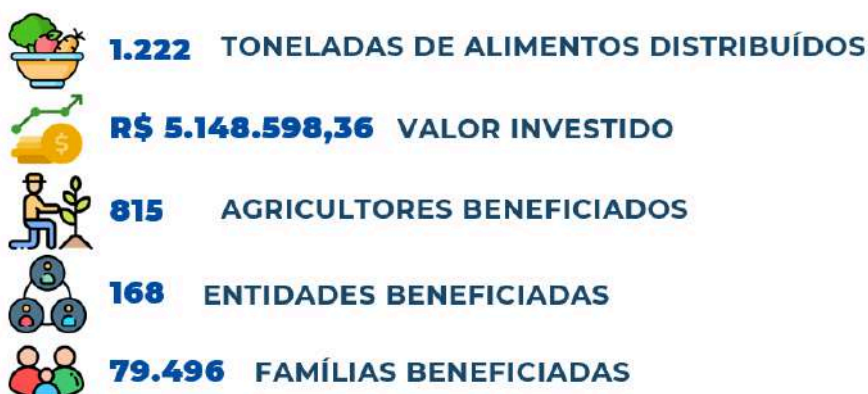 1.222 TONELADAS DE ALIMENTOS DISTRIBUÍDOS
R$ 5.148.598,36 VALOR INVESTIDO
815 AGRICULTORES BENEFICIADOS
168 ENTIDADES BENEFICIADAS
79.496 FAMÍLIAS BENEFICIADAS